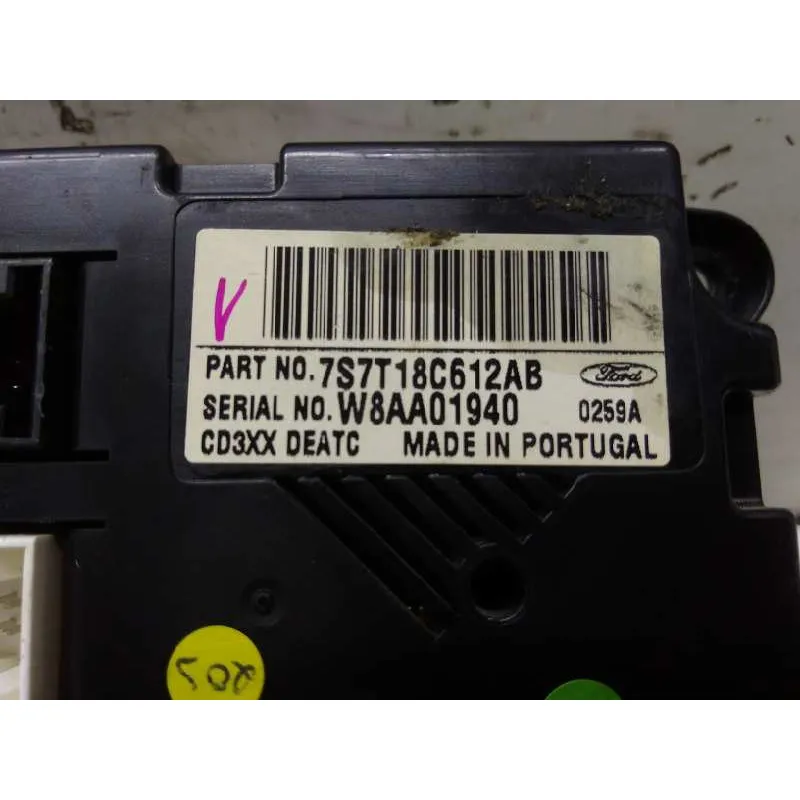 V
PART NO. 7S7T18C612AB
Ford
SERIAL NO. W8AA01940 0259A
CD3XX DEATC MADE IN PORTUGAL